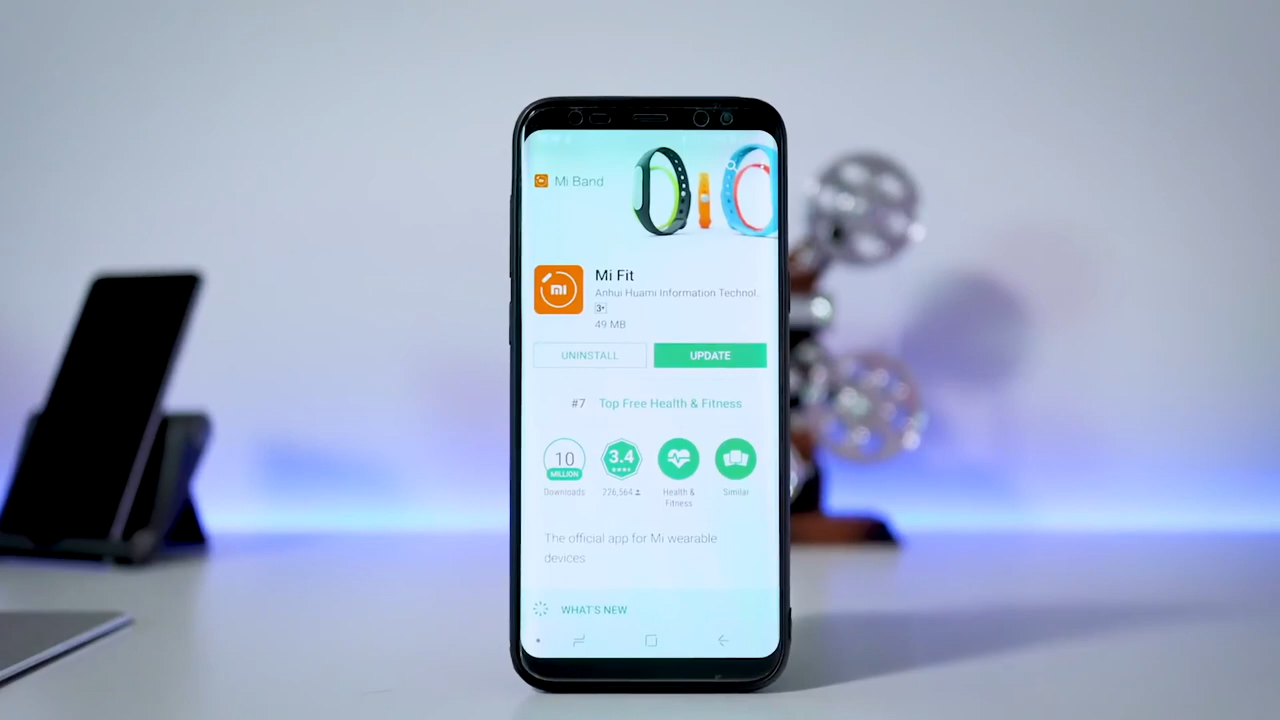 Mi Band
Mi Fit
Anhui Huami Information Technol.
3+
49 MB
UNINSTALL
UPDATE
#7 Top Free Health & Fitness
10
MILLION
Downloads
3.4
226,564
Health &
Fitness
Similar
The official app for Mi wearable
devices
WHAT'S NEW